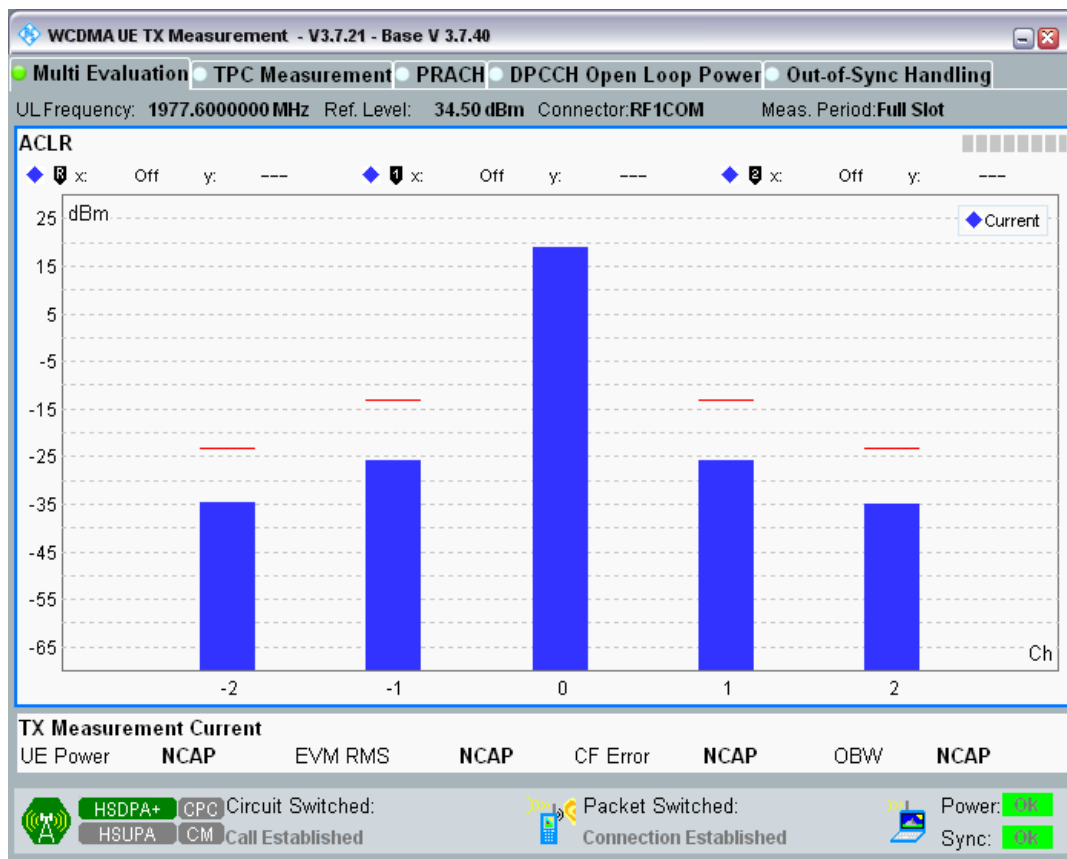 WCDMA UE TX Measurement - V3.7.21 - Base V 3.7.40
Multi Evaluation TPC Measurement PRACH DPCCH Open Loop Power Out-of-Sync Handling
UL Frequency: 1977.6000000 MHz Ref. Level: 34.50 dBm Connector:RF1COM Meas. Period:Full Slot
ACLR
R x: Off y: --- 1 x: Off y: --- 2 x: Off y: ---
dBm
Current
25
15
5
-5
-15
-25
-35
-45
-55
-65
Ch
-2 -1 0 1 2
TX Measurement Current
UE Power NCAP EVM RMS NCAP CF Error NCAP OBW NCAP
HSDPA+ CPC Circuit Switched: Packet Switched: Power: Ok
HSUPA CM Call Established Connection Established Sync: Ok